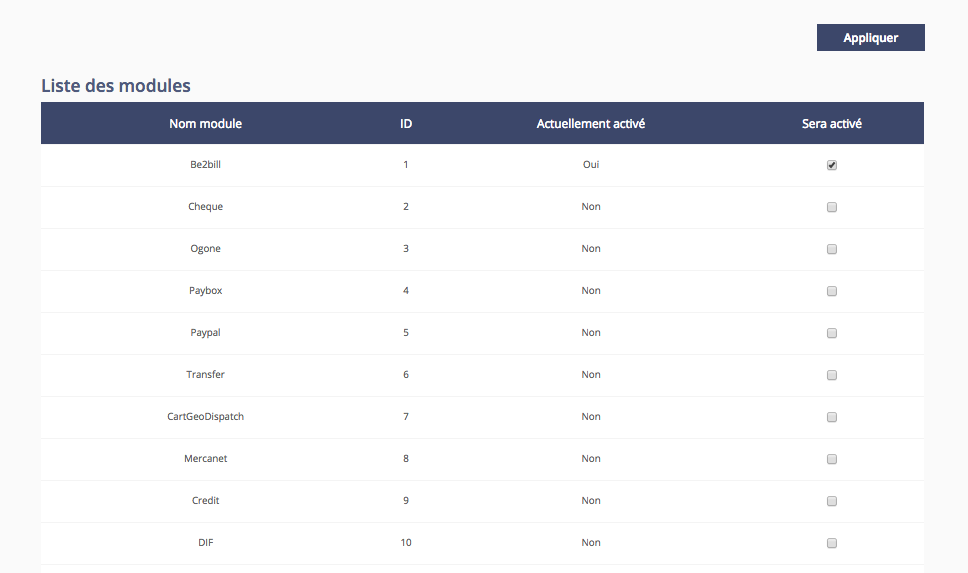 Appliquer
Liste des modules
Nom module ID Actuellement activé Sera activé
Be2bill 1 Oui
Cheque 2 Non
Ogone 3 Non
Paybox 4 Non
Paypal 5 Non
Transfer 6 Non
CartGeoDispatch 7 Non
Mercanet 8 Non
Credit 9 Non
DIF 10 Non